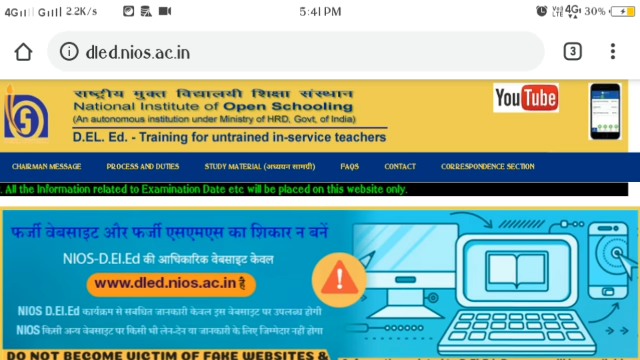 4G G 2.2K/s 5:41 PM VoD LTE 4G 30%
dled.nios.ac.in 3
राष्ट्रीय मुक्त विद्यालयी शिक्षा संस्थान
National Institute of Open Schooling
(An autonomous institution under Ministry of HRD, Govt, of India)
D.EL. Ed. - Training for untrained in-service teachers
You Tube
CHAIRMAN MESSAGE PROCESS AND DUTIES STUDY MATERIAL (अध्ययन सामग्री) FAQS CONTACT CORRESPONDENCE SECTION
. All the Information related to Examination Date etc will be placed on this website only.
फर्जी वेबसाइट और फर्जी एसएमएस का शिकार न बनें
NIOS-D.El.Ed की आधिकारिक वेबसाइट केवल
www.dled.nios.ac.in है
NIOS D.El.Ed कार्यक्रम से सबंधित जानकारी केवल इस वेबसाइट पर उपलब्ध होगी
NIOS किसी अन्य वेबसाइट पर किसी भी लेन-देन या जानकारी के लिए जिम्मेदार नहीं होगा
DO NOT BECOME VICTIM OF FAKE WEBSITES &